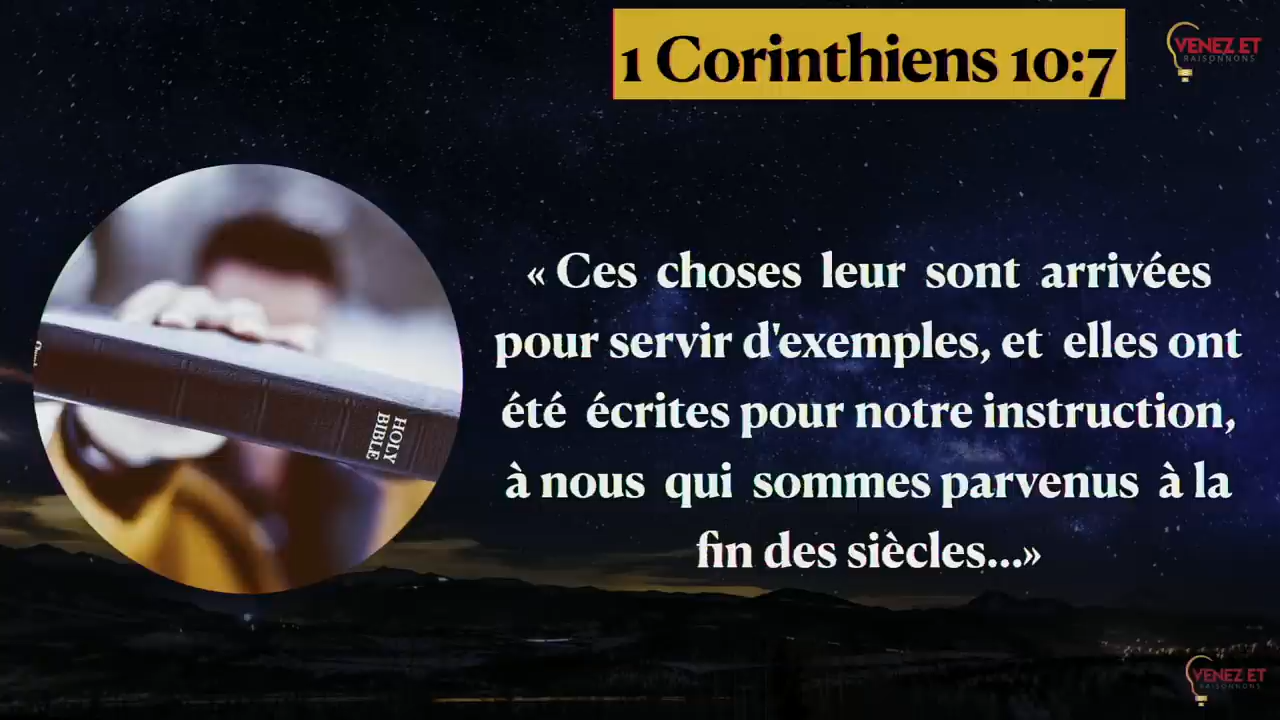 1 Corinthiens 10:7
VENEZ ET
RAISONNONS
« Ces choses leur sont arrivées
pour servir d'exemples, et elles ont
été écrites pour notre instruction,
à nous qui sommes parvenus à la
fin des siècles...»
HOLY
BIBLE
VENEZ ET
RAISONNONS